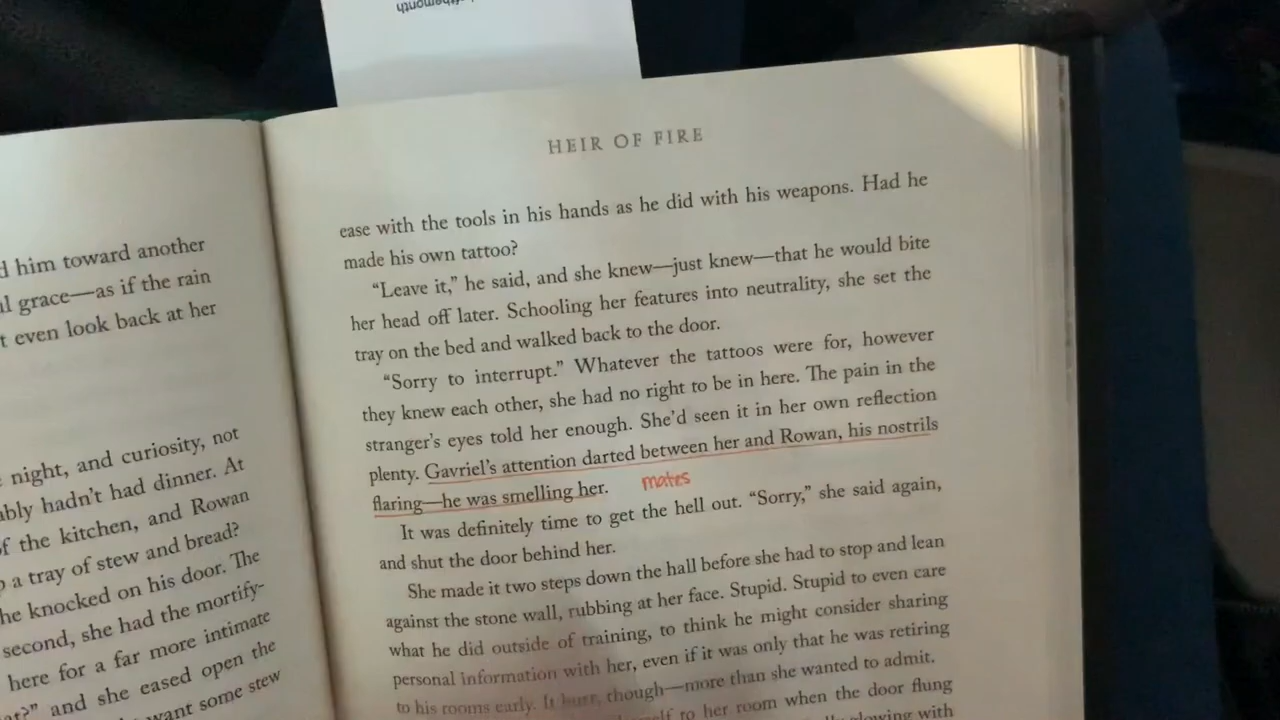 d him toward another
l grace—as if the rain
t even look back at her
night, and curiosity, not
ably hadn't had dinner. At
f the kitchen, and Rowan
a tray of stew and bread?
he knocked on his door. The
second, she had the mortify-
here for a far more intimate
and she eased open the
want some stew
HEIR OF FIRE
ease with the tools in his hands as he did with his weapons. Had he
made his own tattoo?
"Leave it," he said, and she knew—just knew—that he would bite
her head off later. Schooling her features into neutrality, she set the
tray on the bed and walked back to the door.
"Sorry to interrupt." Whatever the tattoos were for, however
they knew each other, she had no right to be in here. The pain in the
stranger's eyes told her enough. She'd seen it in her own reflection
plenty. Gavriel's attention darted between her and Rowan, his nostrils
flaring—he was smelling her. mates
It was definitely time to get the hell out. "Sorry," she said again,
and shut the door behind her.
She made it two steps down the hall before she had to stop and lean
against the stone wall, rubbing at her face. Stupid. Stupid to even care
what he did outside of training, to think he might consider sharing
personal information with her, even if it was only that he was retiring
to his rooms early. It hurt, though—more than she wanted to admit.
to her room when the door flung
glowing with